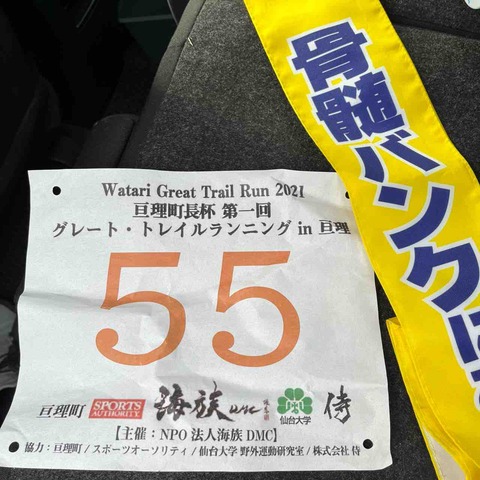 Watari Great Trail Run 2021
亘理町長杯 第一回
グレート・トレイルランニング in 亘理
55
亘理町 SPORTS AUTHORITY 海族 DMC 仙台大学 侍
【主催：NPO 法人海族 DMC】
協力：亘理町 / スポーツオーソリティ / 仙台大学 野外運動研究室 / 株式会社 侍
骨髄バンクは